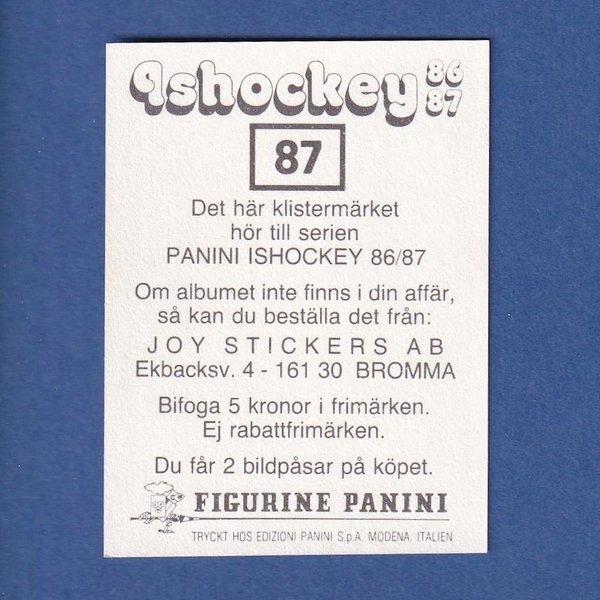 Ishockey 86
87
87
Det här klistermärket
hör till serien
PANINI ISHOCKEY 86/87
Om albumet inte finns i din affär,
så kan du beställa det från:
JOY STICKERS AB
Ekbacksv. 4 - 161 30 BROMMA
Bifoga 5 kronor i frimärken.
Ej rabattfrimärken.
Du får 2 bildpåsar på köpet.
FIGURINE PANINI
TRYCKT HOS EDIZIONI PANINI S.p.A. MODENA, ITALIEN